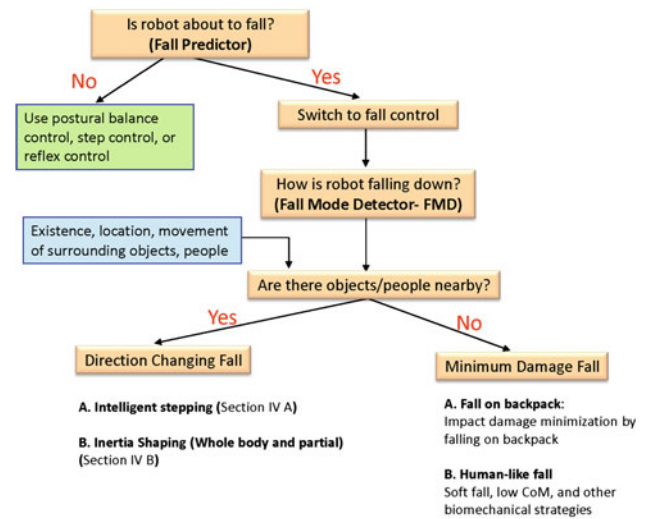 Is robot about to fall?
(Fall Predictor)
No
Yes
Use postural balance
control, step control, or
reflex control
Switch to fall control
How is robot falling down?
(Fall Mode Detector- FMD)
Existence, location, movement
of surrounding objects, people
Are there objects/people nearby?
Yes
No
Direction Changing Fall
Minimum Damage Fall
A. Intelligent stepping (Section IV A)
B. Inertia Shaping (Whole body and partial)
(Section IV B)
A. Fall on backpack:
Impact damage minimization by
falling on backpack
B. Human-like fall
Soft fall, low CoM, and other
biomechanical strategies